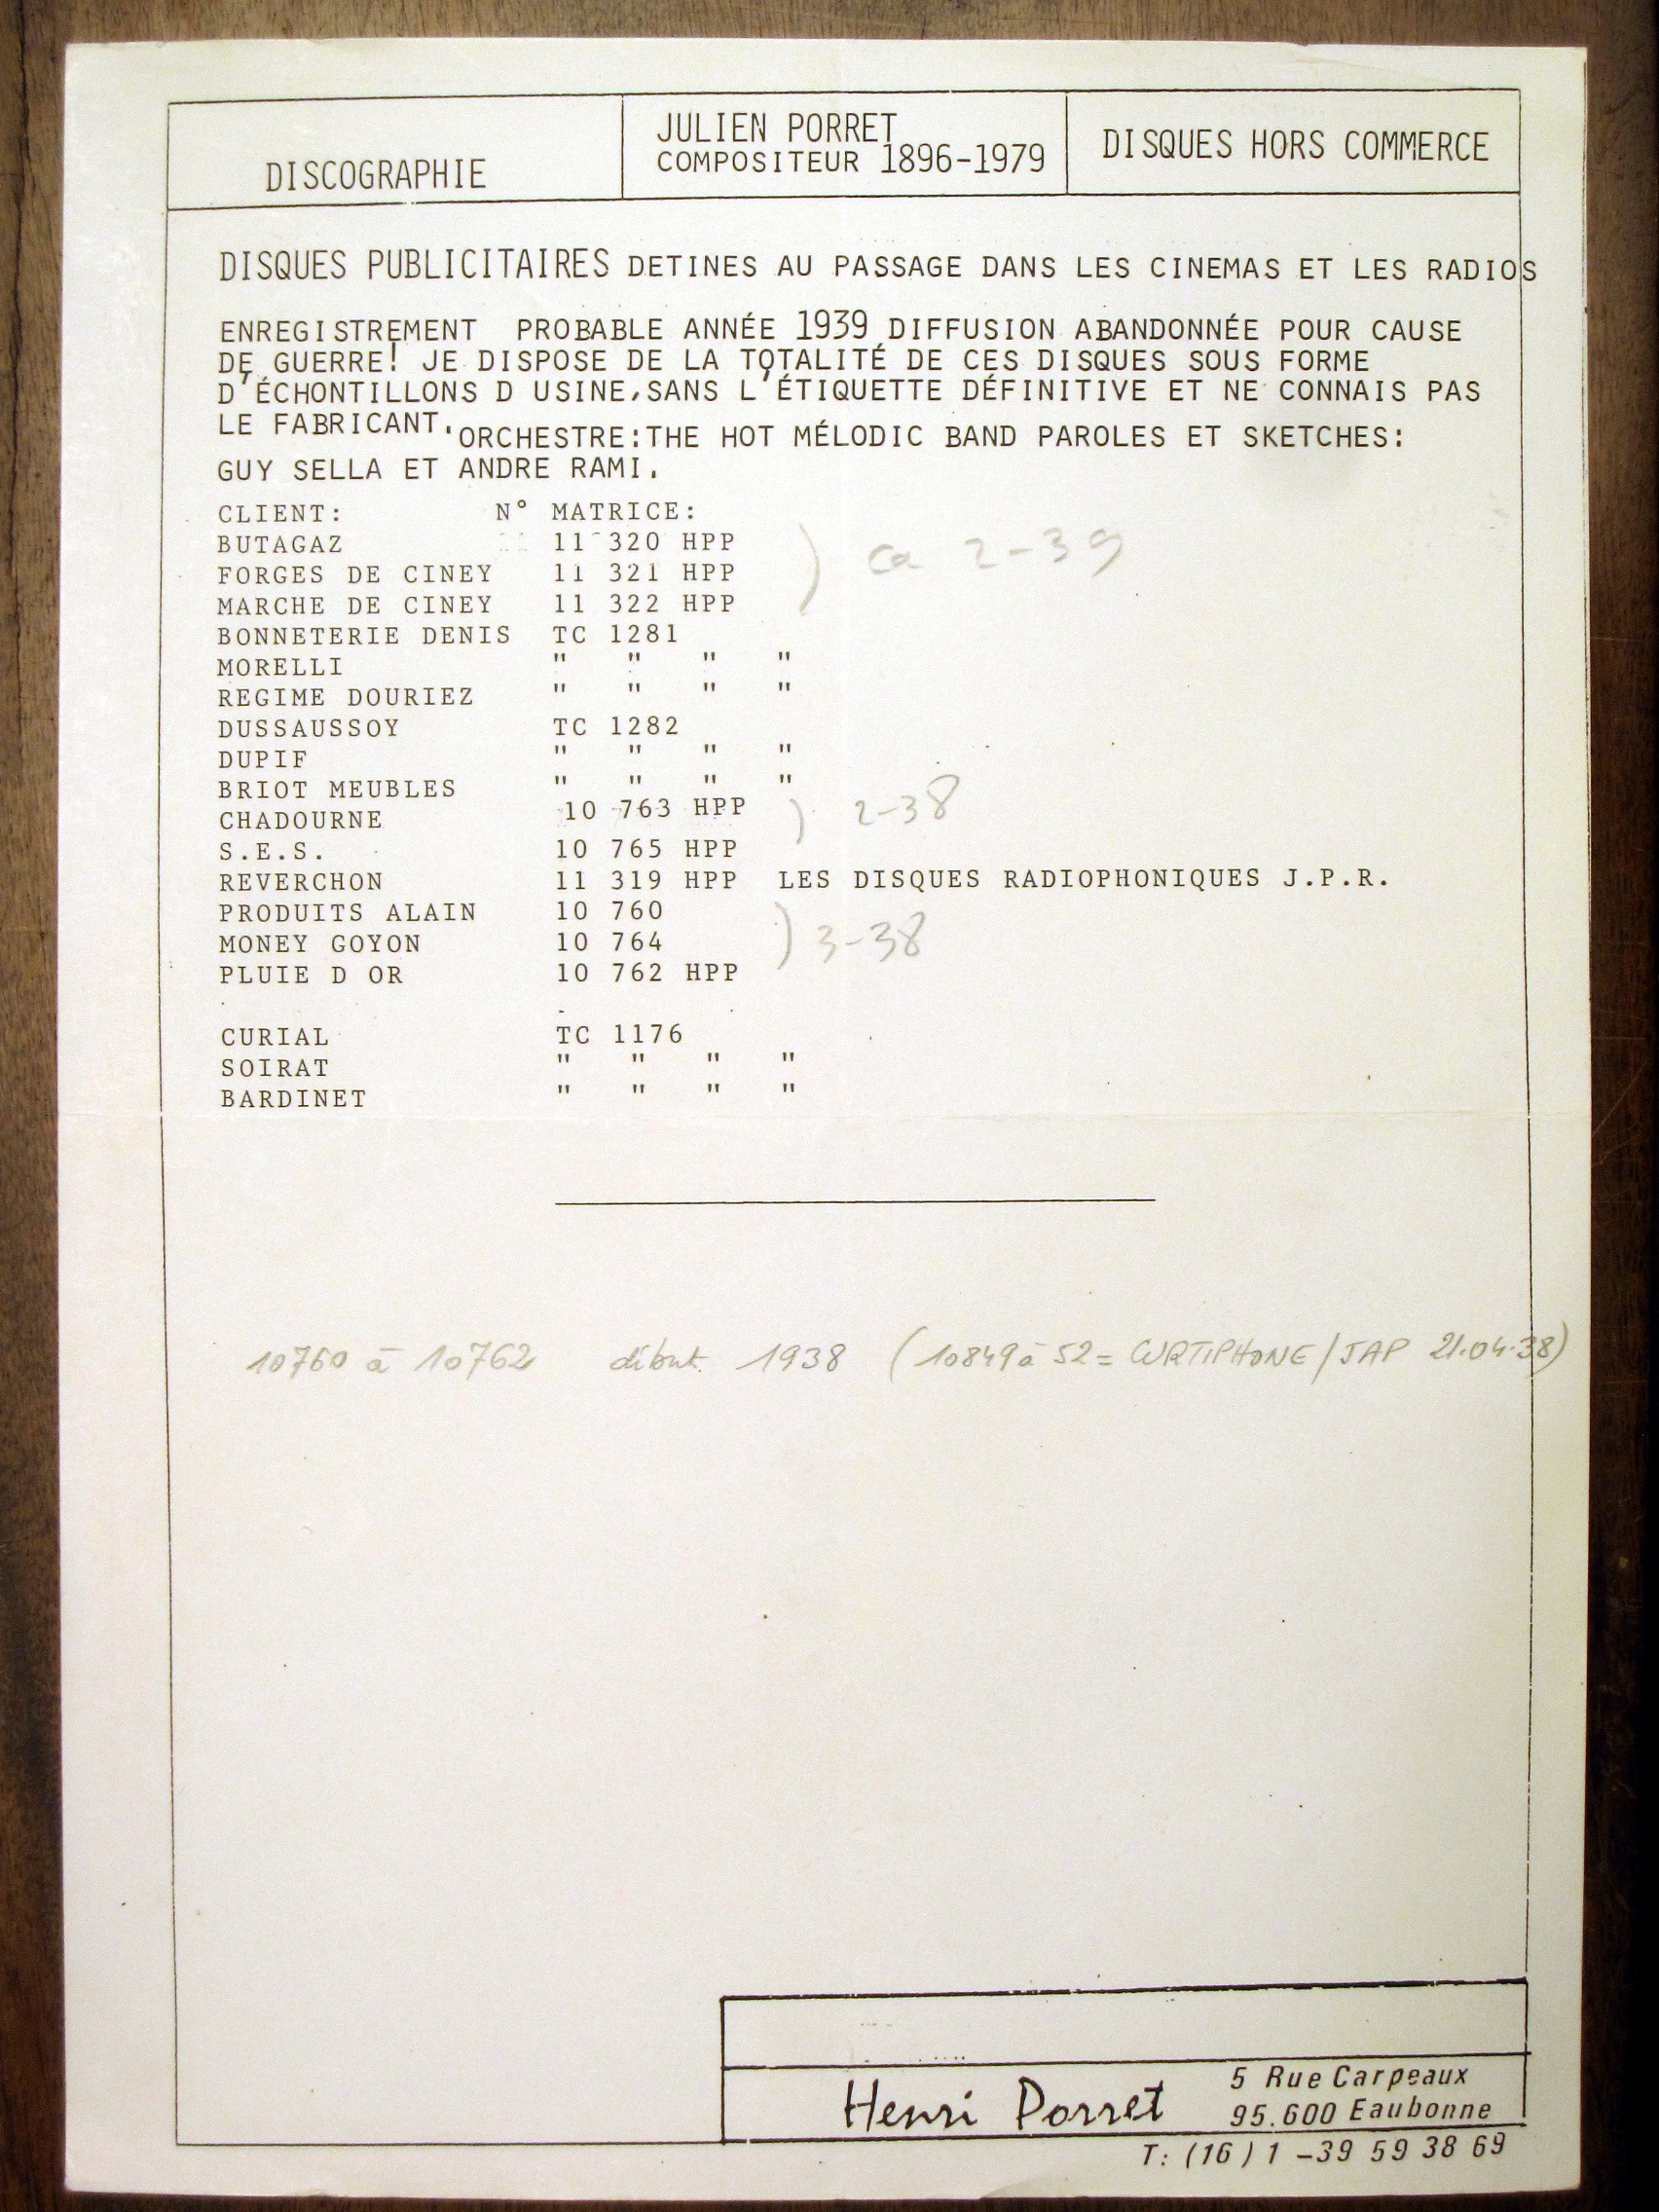 DISCOGRAPHIE
JULIEN PORRET
COMPOSITEUR 1896-1979
DISQUES HORS COMMERCE
DISQUES PUBLICITAIRES DETINES AU PASSAGE DANS LES CINEMAS ET LES RADIOS
ENREGISTREMENT PROBABLE ANNÉE 1939 DIFFUSION ABANDONNÉE POUR CAUSE
DE GUERRE! JE DISPOSE DE LA TOTALITÉ DE CES DISQUES SOUS FORME
D'ÉCHONTILLONS D USINE,SANS L'ÉTIQUETTE DÉFINITIVE ET NE CONNAIS PAS
LE FABRICANT.ORCHESTRE:THE HOT MÉLODIC BAND PAROLES ET SKETCHES:
GUY SELLA ET ANDRE RAMI.
CLIENT: N° MATRICE:
BUTAGAZ 11 320 HPP
FORGES DE CINEY 11 321 HPP ) ca 2-39
MARCHE DE CINEY 11 322 HPP
BONNETERIE DENIS TC 1281
MORELLI " " " "
REGIME DOURIEZ " " " "
DUSSAUSSOY TC 1282
DUPIF " " " "
BRIOT MEUBLES " " " "
CHADOURNE 10 763 HPP ) 2-38
S.E.S. 10 765 HPP
REVERCHON 11 319 HPP LES DISQUES RADIOPHONIQUES J.P.R.
PRODUITS ALAIN 10 760
MONEY GOYON 10 764 ) 3-38
PLUIE D OR 10 762 HPP
CURIAL TC 1176
SOIRAT " " " "
BARDINET " " " "
10760 à 10762 début 1938 (10849 à 52 = CURTIPHONE/JAP 21.04.38)
Henri Porret
5 Rue Carpeaux
95.600 Eaubonne
T: (16) 1 -39 59 38 69